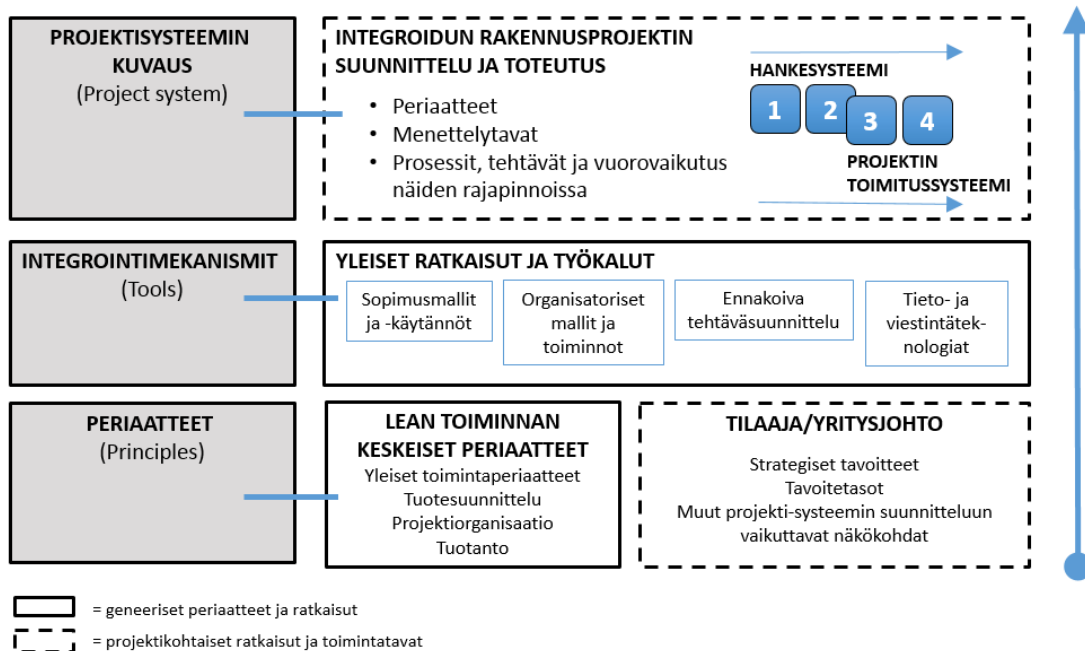 PROJEKTISYSTEEMIN
KUVAUS
(Project system)
INTEGROIDUN RAKENNUSPROJEKTIN
SUUNNITTELU JA TOTEUTUS
• Periaatteet
• Menettelytavat
• Prosessit, tehtävät ja vuorovaikutus
näiden rajapinnoissa
HANKESYSTEEMI
1
2
3
4
PROJEKTIN
TOIMITUSSYSTEEMI
INTEGROINTIMEKANISMIT
(Tools)
YLEISET RATKAISUT JA TYÖKALUT
Sopimusmallit
ja -käytännöt
Organisatoriset
mallit ja
toiminnot
Ennakoiva
tehtäväsuunnittelu
Tieto- ja
viestintätek-
nologiat
PERIAATTEET
(Principles)
LEAN TOIMINNAN
KESKEISET PERIAATTEET
Yleiset toimintaperiaatteet
Tuotesuunnittelu
Projektiorganisaatio
Tuotanto
TILAAJA/YRITYSJOHTO
Strategiset tavoitteet
Tavoitetasot
Muut projekti-systeemin suunnitteluun
vaikuttavat näkökohdat
= geneeriset periaatteet ja ratkaisut
= projektikohtaiset ratkaisut ja toimintatavat